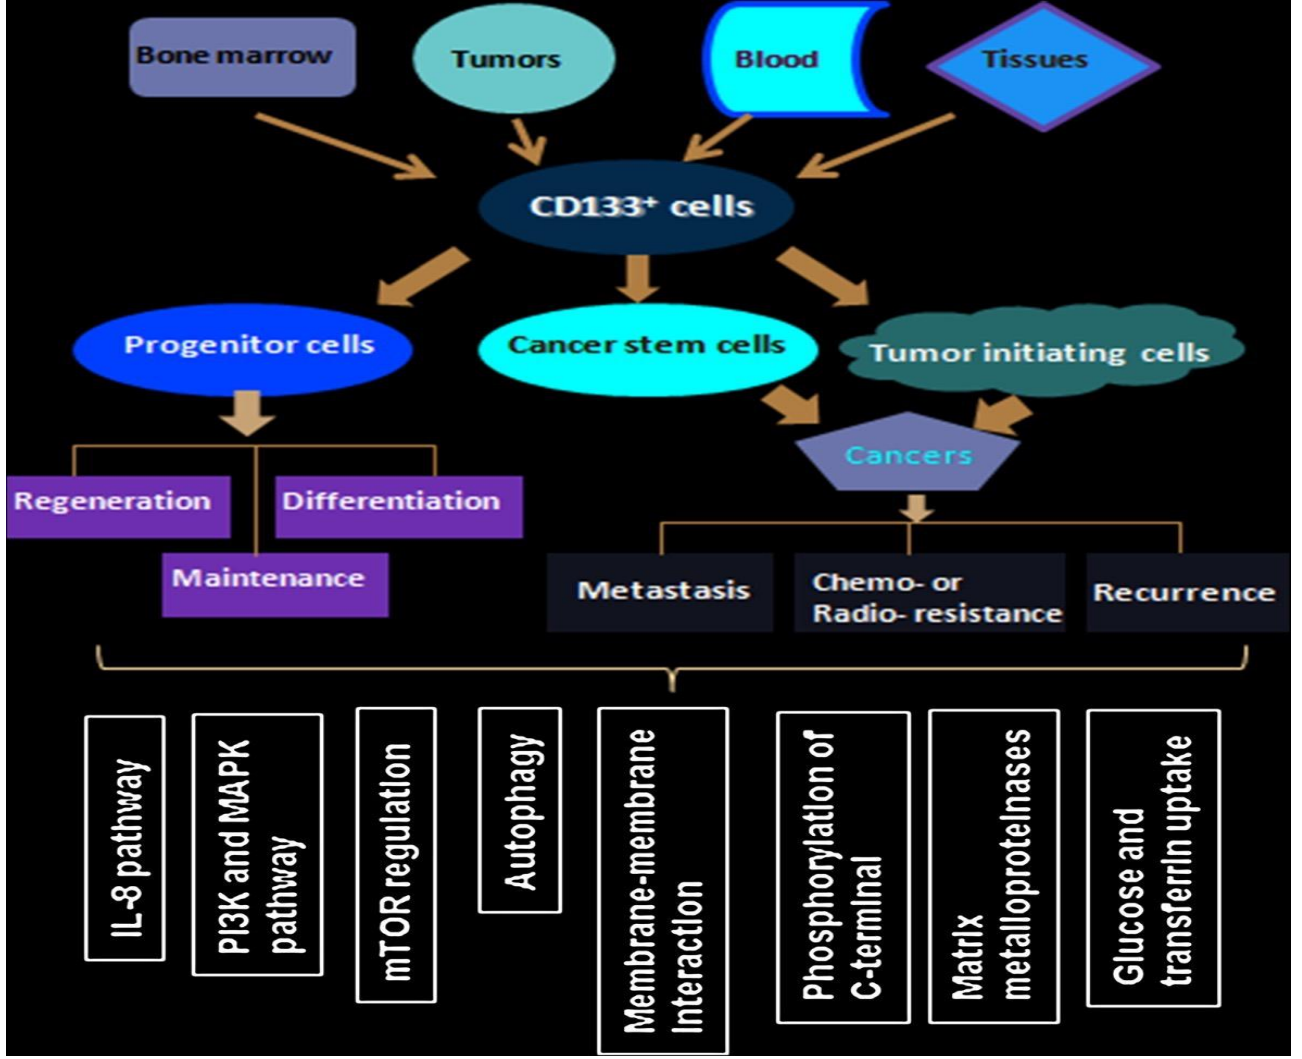 Bone marrow
Tumors
Blood
Tissues
CD133⁺ cells
Progenitor cells
Cancer stem cells
Tumor initiating cells
Cancers
Regeneration
Differentiation
Maintenance
Metastasis
Chemo- or
Radio- resistance
Recurrence
IL-8 pathway
PI3K and MAPK
pathway
mTOR regulation
Autophagy
Membrane-membrane
Interaction
Phosphorylation of
C-terminal
Matrix
metalloproteinases
Glucose and
transferrin uptake